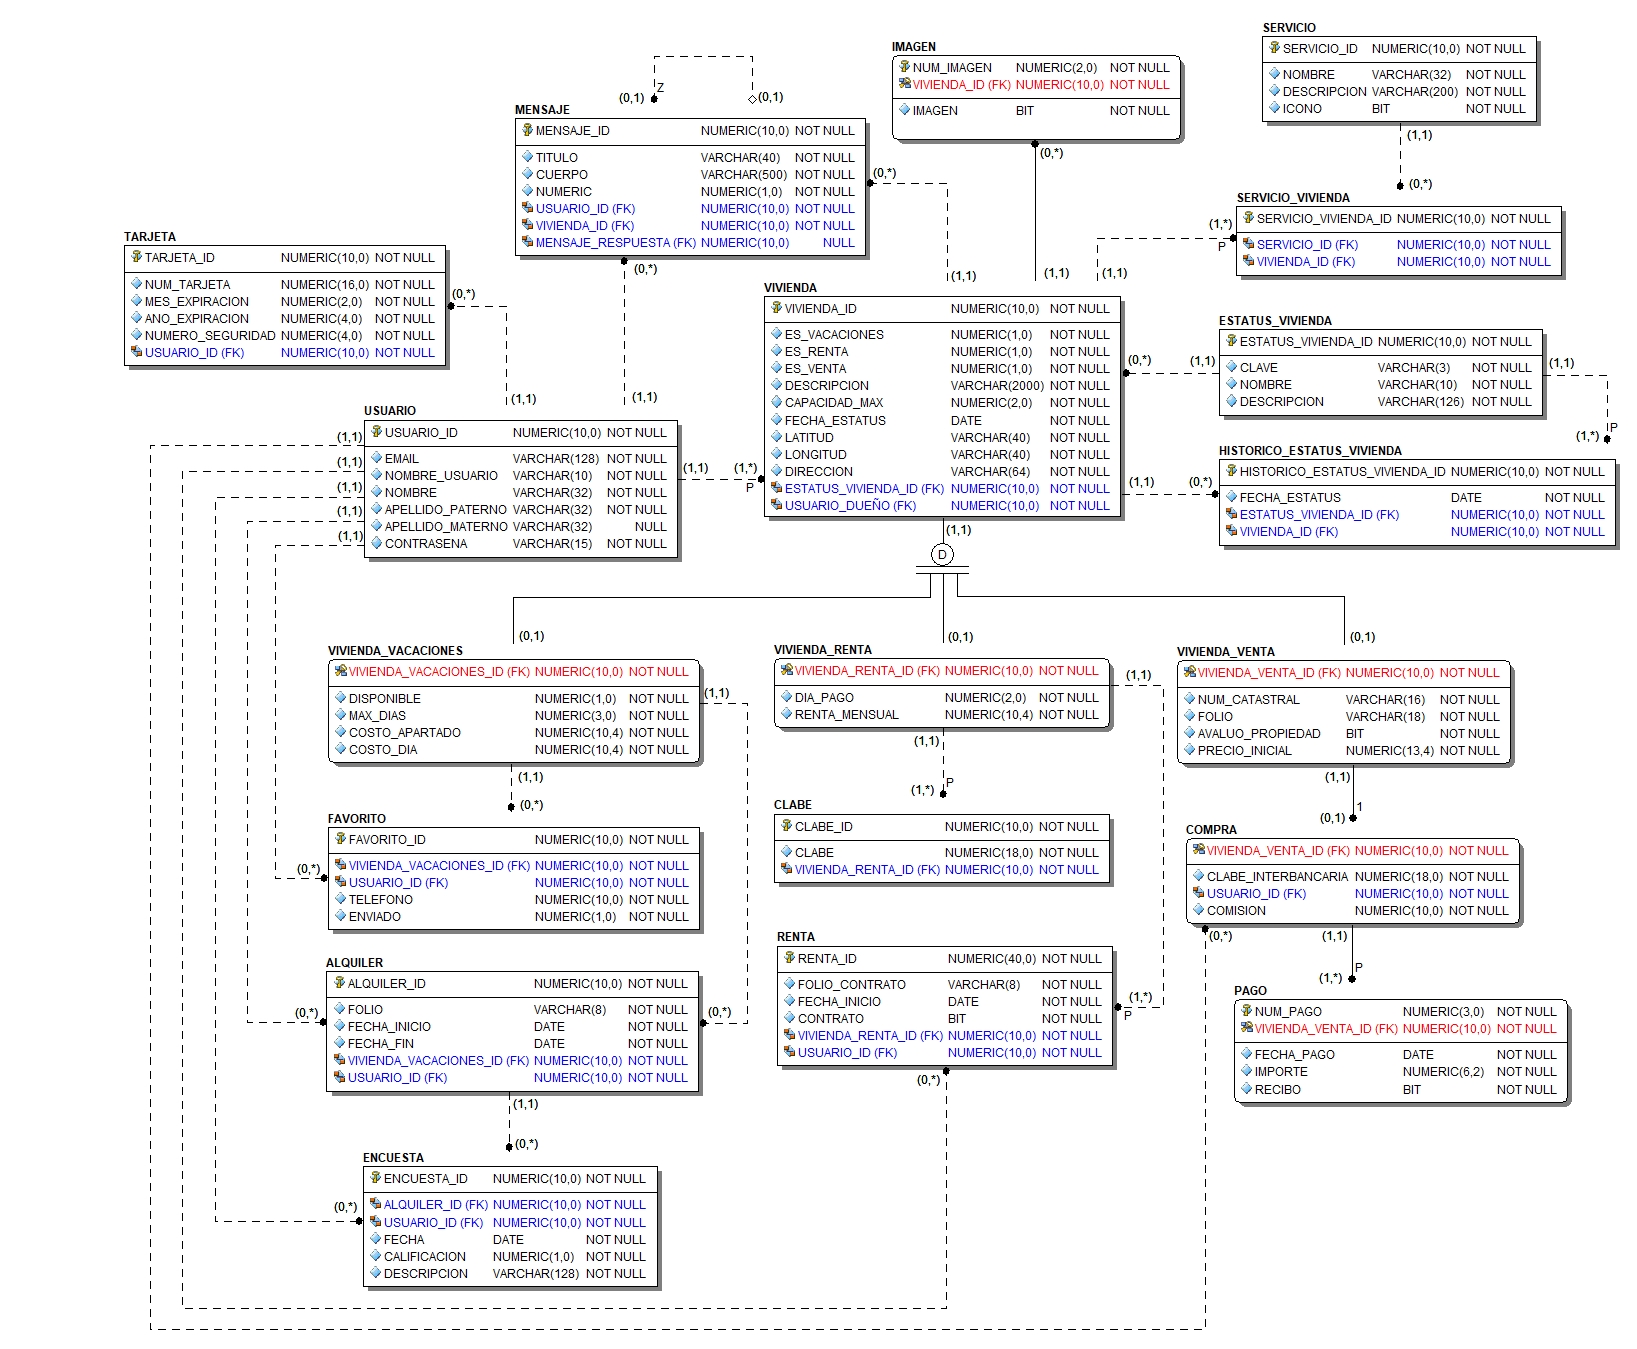 SERVICIO
SERVICIO_ID NUMERIC(10,0) NOT NULL
NOMBRE VARCHAR(32) NOT NULL
DESCRIPCION VARCHAR(200) NOT NULL
ICONO BIT NOT NULL
(1,1)
(0,*)
IMAGEN
NUM_IMAGEN NUMERIC(2,0) NOT NULL
VIVIENDA_ID (FK) NUMERIC(10,0) NOT NULL
IMAGEN BIT NOT NULL
(0,*)
(1,1)
Z
(0,1)
(0,1)
MENSAJE
MENSAJE_ID NUMERIC(10,0) NOT NULL
TITULO VARCHAR(40) NOT NULL
CUERPO VARCHAR(500) NOT NULL
NUMERIC NUMERIC(1,0) NOT NULL
USUARIO_ID (FK) NUMERIC(10,0) NOT NULL
VIVIENDA_ID (FK) NUMERIC(10,0) NOT NULL
MENSAJE_RESPUESTA (FK) NUMERIC(10,0) NULL
(0,*)
(1,1)
(0,*)
(1,1)
SERVICIO_VIVIENDA
SERVICIO_VIVIENDA_ID NUMERIC(10,0) NOT NULL
SERVICIO_ID (FK) NUMERIC(10,0) NOT NULL
VIVIENDA_ID (FK) NUMERIC(10,0) NOT NULL
(1,*)
P
(1,1)
TARJETA
TARJETA_ID NUMERIC(10,0) NOT NULL
NUM_TARJETA NUMERIC(16,0) NOT NULL
MES_EXPIRACION NUMERIC(2,0) NOT NULL
ANO_EXPIRACION NUMERIC(4,0) NOT NULL
NUMERO_SEGURIDAD NUMERIC(4,0) NOT NULL
USUARIO_ID (FK) NUMERIC(10,0) NOT NULL
(0,*)
(1,1)
VIVIENDA
VIVIENDA_ID NUMERIC(10,0) NOT NULL
ES_VACACIONES NUMERIC(1,0) NOT NULL
ES_RENTA NUMERIC(1,0) NOT NULL
ES_VENTA NUMERIC(1,0) NOT NULL
DESCRIPCION VARCHAR(2000) NOT NULL
CAPACIDAD_MAX NUMERIC(2,0) NOT NULL
FECHA_ESTATUS DATE NOT NULL
LATITUD VARCHAR(40) NOT NULL
LONGITUD VARCHAR(40) NOT NULL
DIRECCION VARCHAR(64) NOT NULL
ESTATUS_VIVIENDA_ID (FK) NUMERIC(10,0) NOT NULL
USUARIO_DUEÑO (FK) NUMERIC(10,0) NOT NULL
(0,*)
(1,1)
ESTATUS_VIVIENDA
ESTATUS_VIVIENDA_ID NUMERIC(10,0) NOT NULL
CLAVE VARCHAR(3) NOT NULL
NOMBRE VARCHAR(10) NOT NULL
DESCRIPCION VARCHAR(126) NOT NULL
(1,1)
P
(1,*)
HISTORICO_ESTATUS_VIVIENDA
HISTORICO_ESTATUS_VIVIENDA_ID NUMERIC(10,0) NOT NULL
FECHA_ESTATUS DATE NOT NULL
ESTATUS_VIVIENDA_ID (FK) NUMERIC(10,0) NOT NULL
VIVIENDA_ID (FK) NUMERIC(10,0) NOT NULL
(1,1)
(0,*)
USUARIO
USUARIO_ID NUMERIC(10,0) NOT NULL
EMAIL VARCHAR(128) NOT NULL
NOMBRE_USUARIO VARCHAR(10) NOT NULL
NOMBRE VARCHAR(32) NOT NULL
APELLIDO_PATERNO VARCHAR(32) NOT NULL
APELLIDO_MATERNO VARCHAR(32) NULL
CONTRASENA VARCHAR(15) NOT NULL
(1,1)
(1,1)
(1,1)
(1,1)
(1,1)
(1,1)
(1,*)
P
(1,1)
D
(0,1)
(0,1)
(0,1)
VIVIENDA_VACACIONES
VIVIENDA_VACACIONES_ID (FK) NUMERIC(10,0) NOT NULL
DISPONIBLE NUMERIC(1,0) NOT NULL
MAX_DIAS NUMERIC(3,0) NOT NULL
COSTO_APARTADO NUMERIC(10,4) NOT NULL
COSTO_DIA NUMERIC(10,4) NOT NULL
(1,1)
(1,1)
(0,*)
VIVIENDA_RENTA
VIVIENDA_RENTA_ID (FK) NUMERIC(10,0) NOT NULL
DIA_PAGO NUMERIC(2,0) NOT NULL
RENTA_MENSUAL NUMERIC(10,4) NOT NULL
(1,1)
(1,1)
P
(1,*)
VIVIENDA_VENTA
VIVIENDA_VENTA_ID (FK) NUMERIC(10,0) NOT NULL
NUM_CATASTRAL VARCHAR(16) NOT NULL
FOLIO VARCHAR(18) NOT NULL
AVALUO_PROPIEDAD BIT NOT NULL
PRECIO_INICIAL NUMERIC(13,4) NOT NULL
(1,1)
1
(0,1)
FAVORITO
FAVORITO_ID NUMERIC(10,0) NOT NULL
VIVIENDA_VACACIONES_ID (FK) NUMERIC(10,0) NOT NULL
USUARIO_ID (FK) NUMERIC(10,0) NOT NULL
TELEFONO NUMERIC(10,0) NOT NULL
ENVIADO NUMERIC(1,0) NOT NULL
(0,*)
CLABE
CLABE_ID NUMERIC(10,0) NOT NULL
CLABE NUMERIC(18,0) NOT NULL
VIVIENDA_RENTA_ID (FK) NUMERIC(10,0) NOT NULL
COMPRA
VIVIENDA_VENTA_ID (FK) NUMERIC(10,0) NOT NULL
CLABE_INTERBANCARIA NUMERIC(18,0) NOT NULL
USUARIO_ID (FK) NUMERIC(10,0) NOT NULL
COMISION NUMERIC(10,0) NOT NULL
(0,*)
(1,1)
P
(1,*)
ALQUILER
ALQUILER_ID NUMERIC(10,0) NOT NULL
FOLIO VARCHAR(8) NOT NULL
FECHA_INICIO DATE NOT NULL
FECHA_FIN DATE NOT NULL
VIVIENDA_VACACIONES_ID (FK) NUMERIC(10,0) NOT NULL
USUARIO_ID (FK) NUMERIC(10,0) NOT NULL
(0,*)
(0,*)
(1,1)
(0,*)
RENTA
RENTA_ID NUMERIC(40,0) NOT NULL
FOLIO_CONTRATO VARCHAR(8) NOT NULL
FECHA_INICIO DATE NOT NULL
CONTRATO BIT NOT NULL
VIVIENDA_RENTA_ID (FK) NUMERIC(10,0) NOT NULL
USUARIO_ID (FK) NUMERIC(10,0) NOT NULL
(1,*)
P
(0,*)
PAGO
NUM_PAGO NUMERIC(3,0) NOT NULL
VIVIENDA_VENTA_ID (FK) NUMERIC(10,0) NOT NULL
FECHA_PAGO DATE NOT NULL
IMPORTE NUMERIC(6,2) NOT NULL
RECIBO BIT NOT NULL
ENCUESTA
ENCUESTA_ID NUMERIC(10,0) NOT NULL
ALQUILER_ID (FK) NUMERIC(10,0) NOT NULL
USUARIO_ID (FK) NUMERIC(10,0) NOT NULL
FECHA DATE NOT NULL
CALIFICACION NUMERIC(1,0) NOT NULL
DESCRIPCION VARCHAR(128) NOT NULL
(0,*)